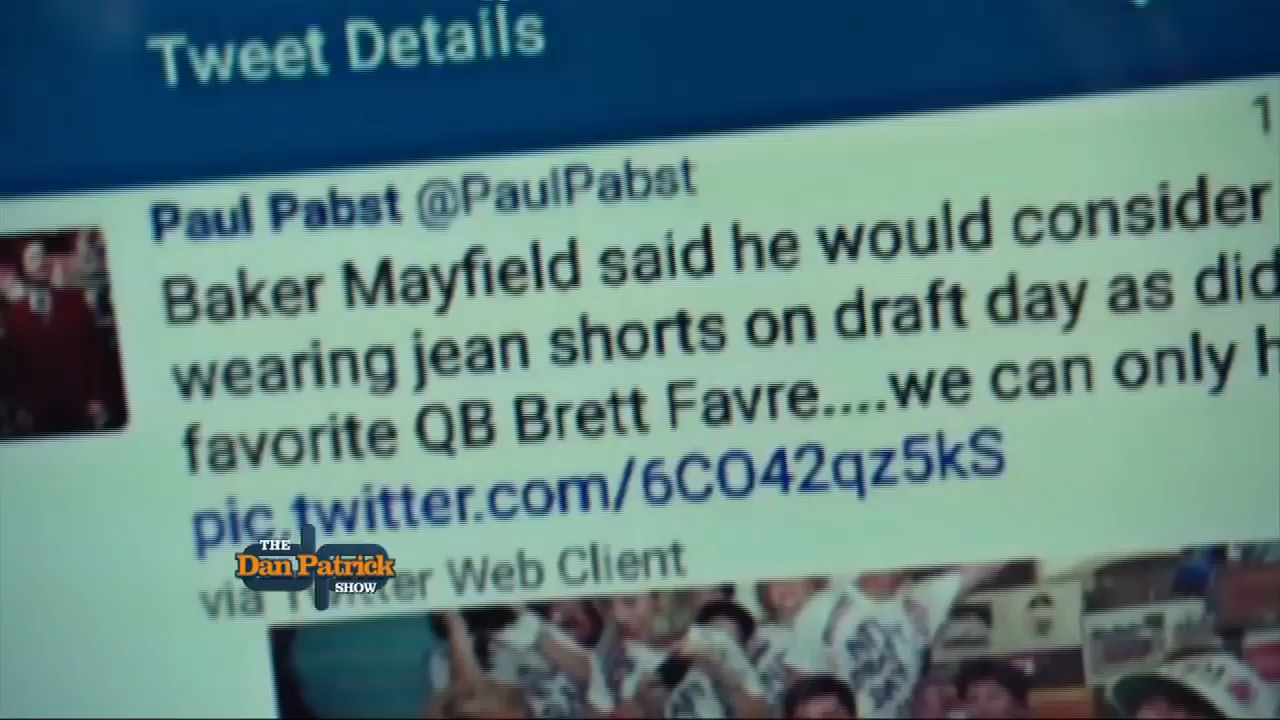 Tweet Details
1
Paul Pabst @PaulPabst
Baker Mayfield said he would consider
wearing jean shorts on draft day as did
favorite QB Brett Favre....we can only h
pic.twitter.com/6CO42qz5kS
via Twitter Web Client
THE
Dan Patrick
SHOW